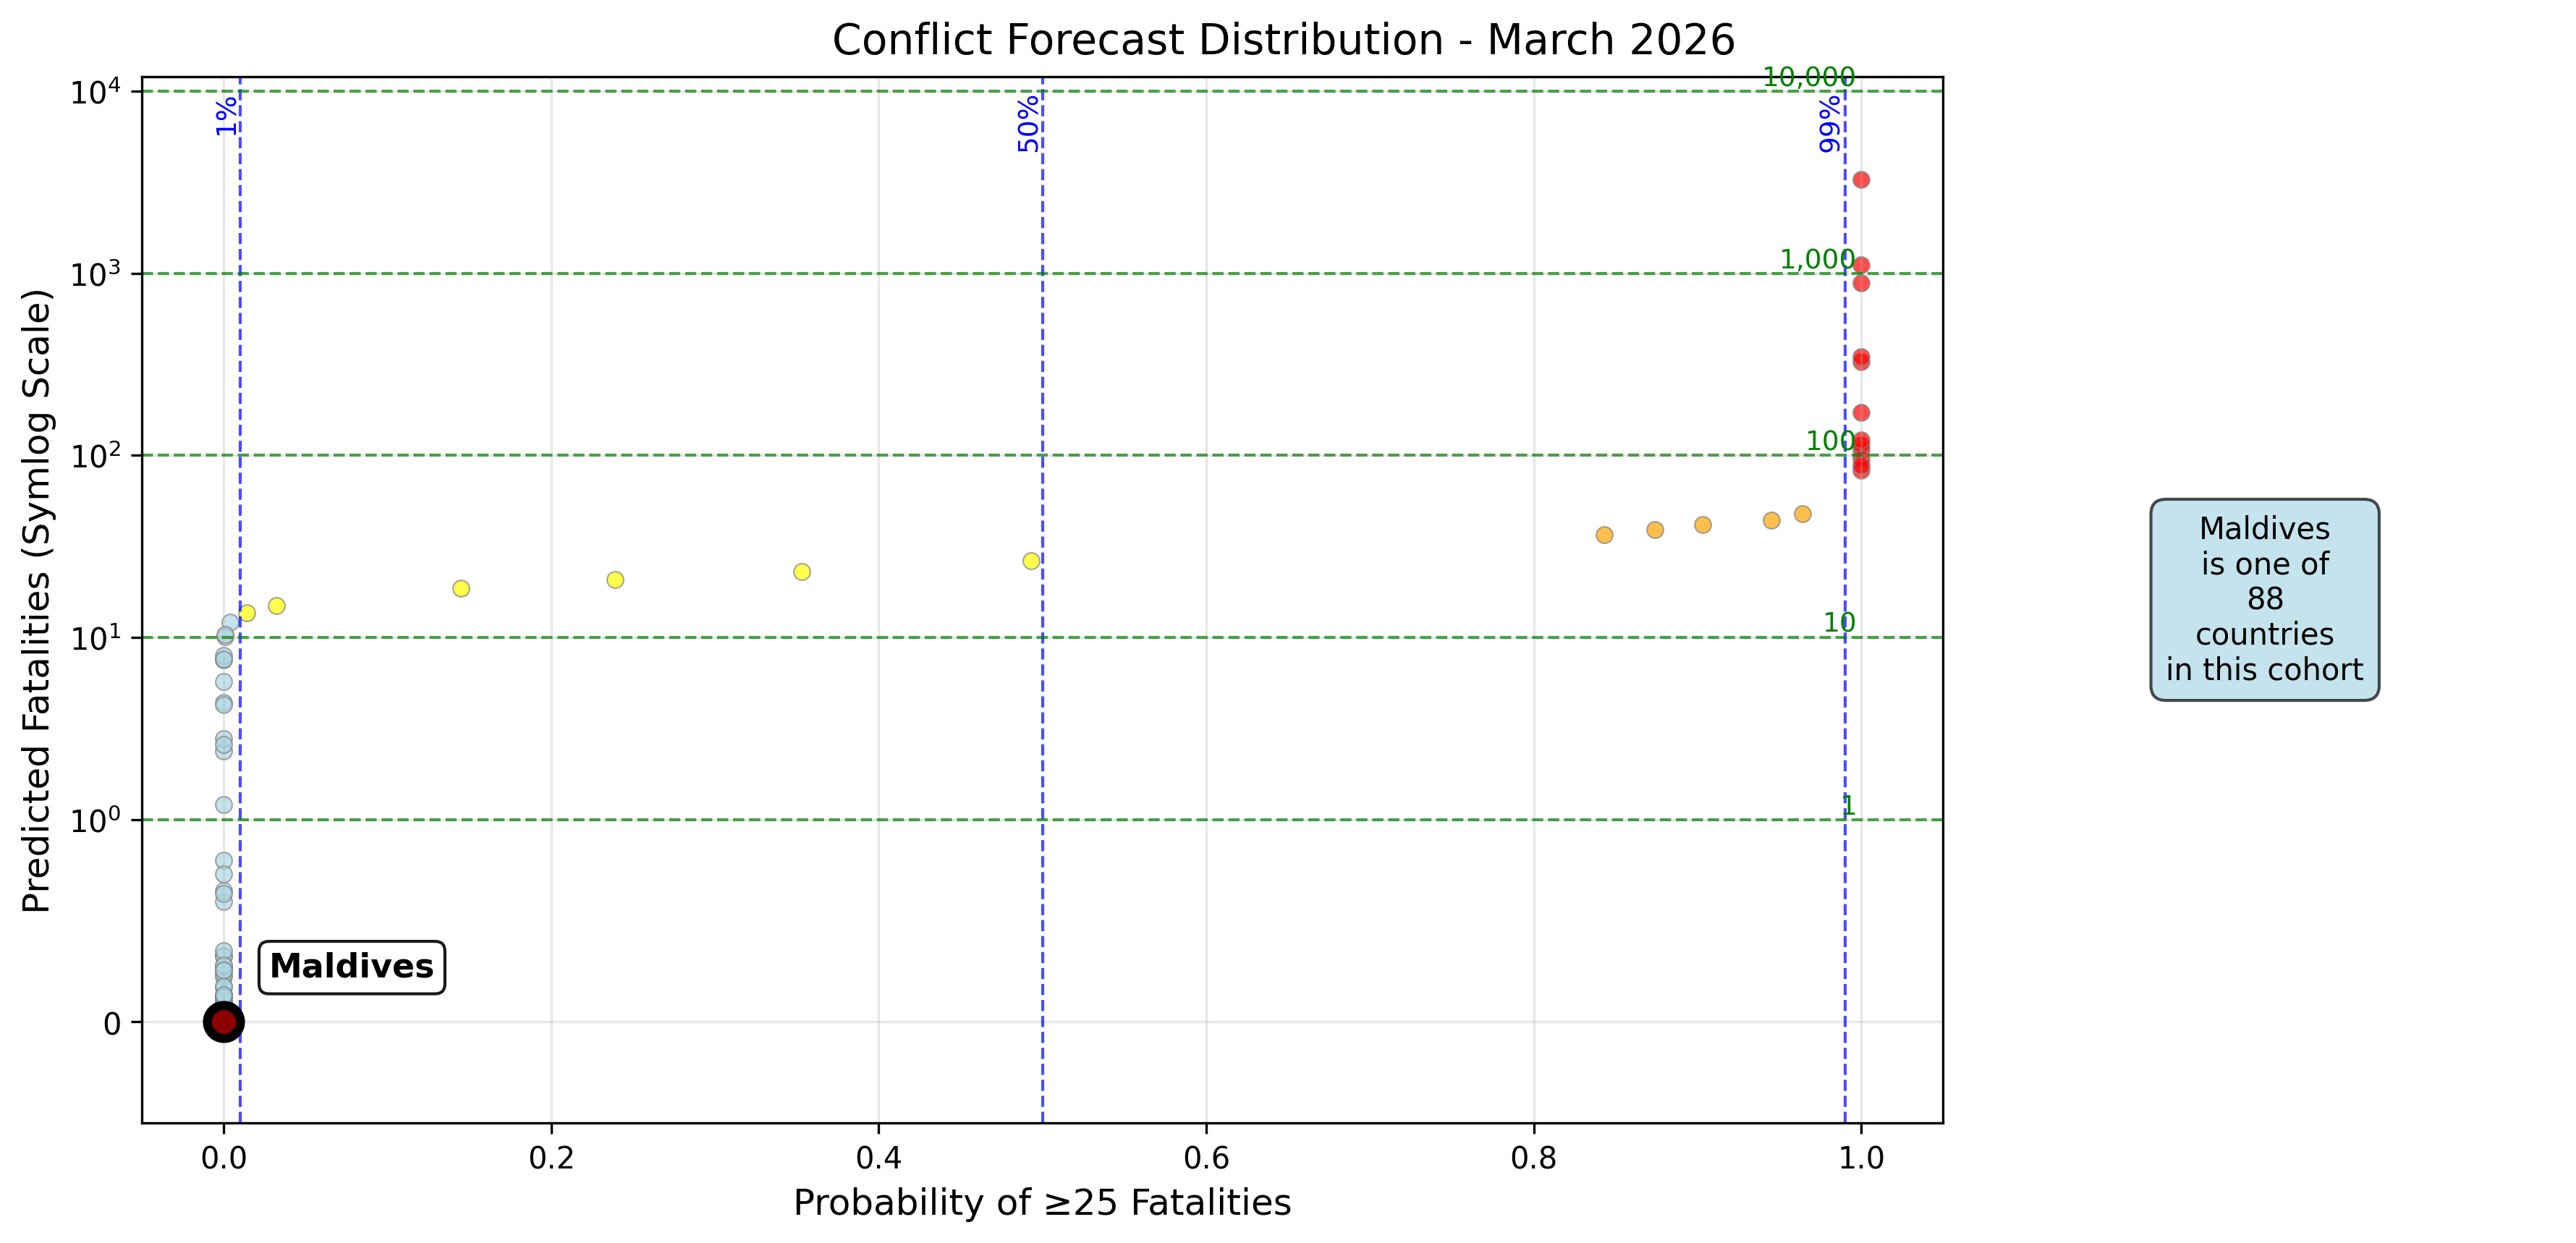 Conflict Forecast Distribution - March 2026
Predicted Fatalities (Symlog Scale)
10⁴
10³
10²
10¹
10⁰
0
1%
50%
99%
10,000
1,000
100
10
1
Maldives
0.0
0.2
0.4
0.6
0.8
1.0
Probability of ≥25 Fatalities
Maldives
is one of
88
countries
in this cohort